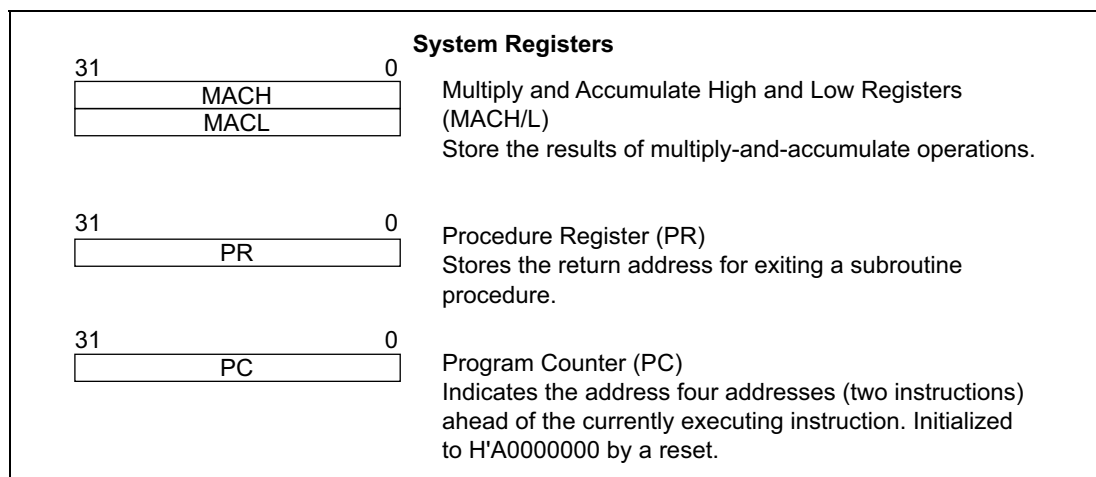 System Registers
31 0
MACH
MACL
Multiply and Accumulate High and Low Registers
(MACH/L)
Store the results of multiply-and-accumulate operations.
31 0
PR
Procedure Register (PR)
Stores the return address for exiting a subroutine
procedure.
31 0
PC
Program Counter (PC)
Indicates the address four addresses (two instructions)
ahead of the currently executing instruction. Initialized
to H'A0000000 by a reset.